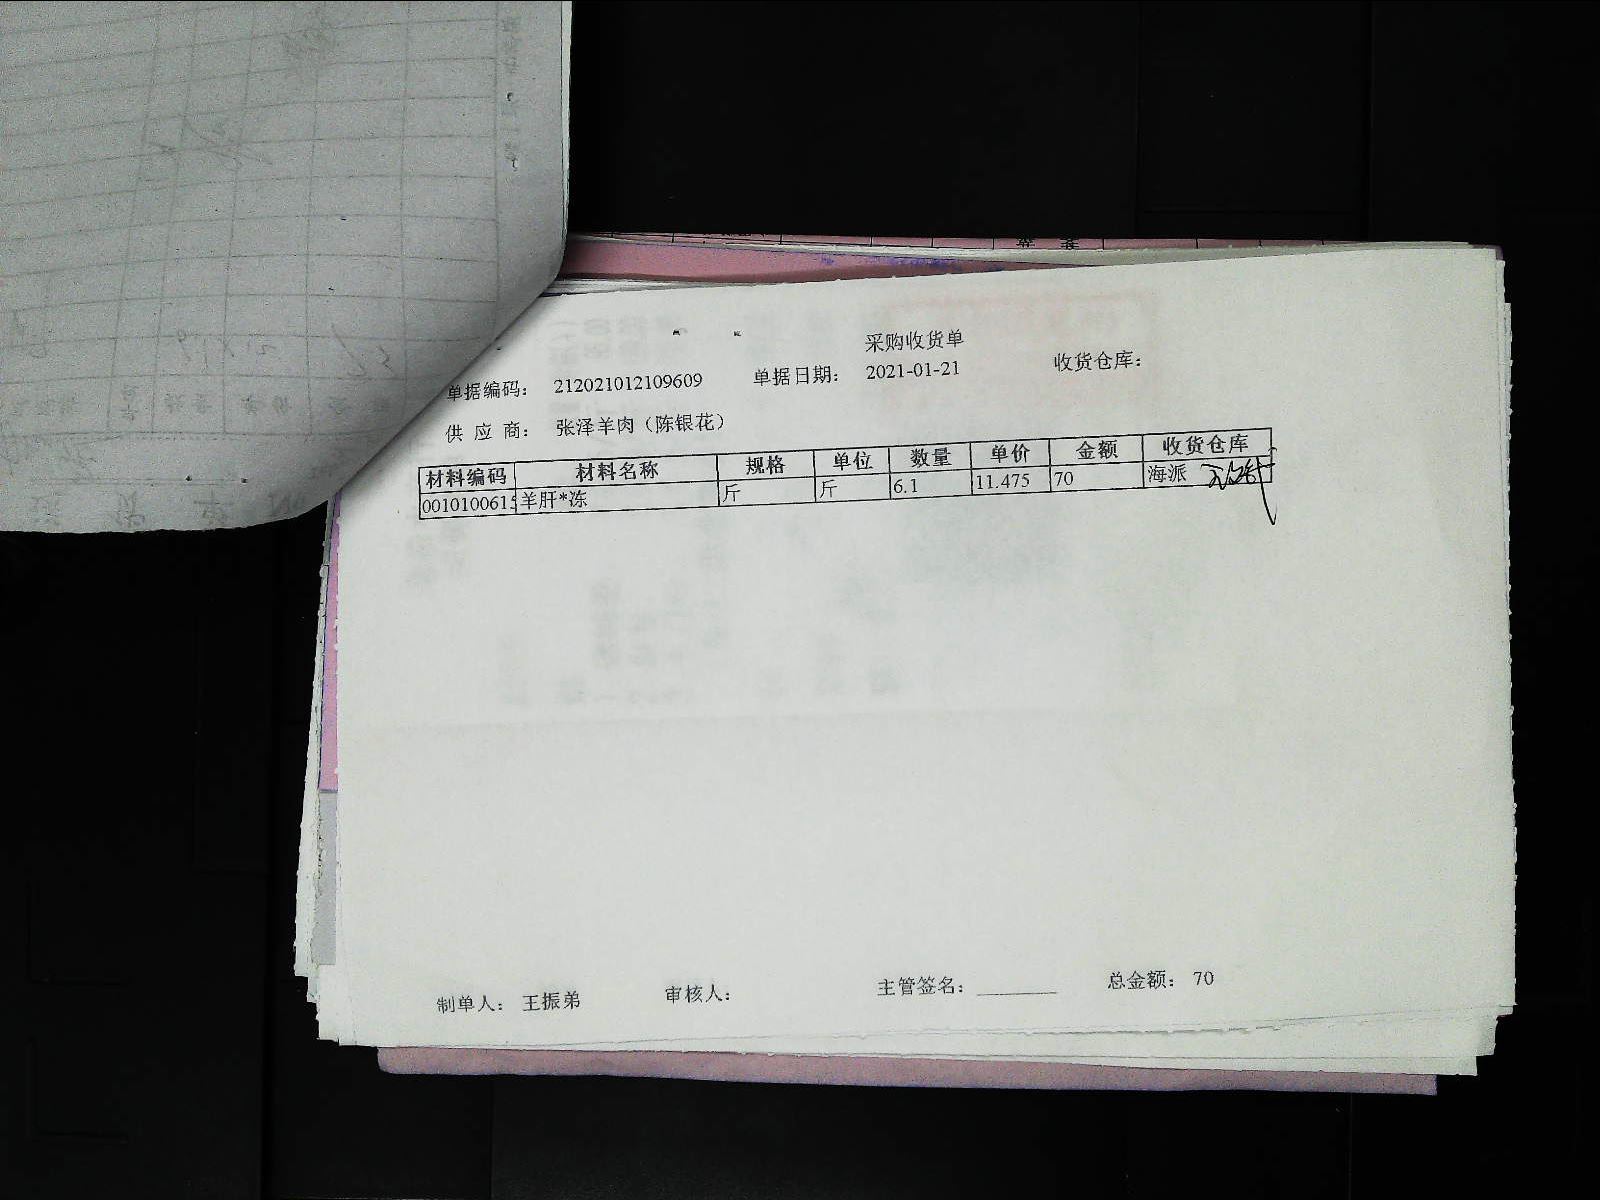 采购收货单
单据编码： 212021012109609 单据日期： 2021-01-21 收货仓库：
供 应 商： 张泽羊肉（陈银花）
材料编码 材料名称 规格 单位 数量 单价 金额 收货仓库
0010100615 羊肝*冻 斤 斤 6.1 11.475 70 海派
制单人： 王振弟 审核人： 主管签名： ________ 总金额： 70